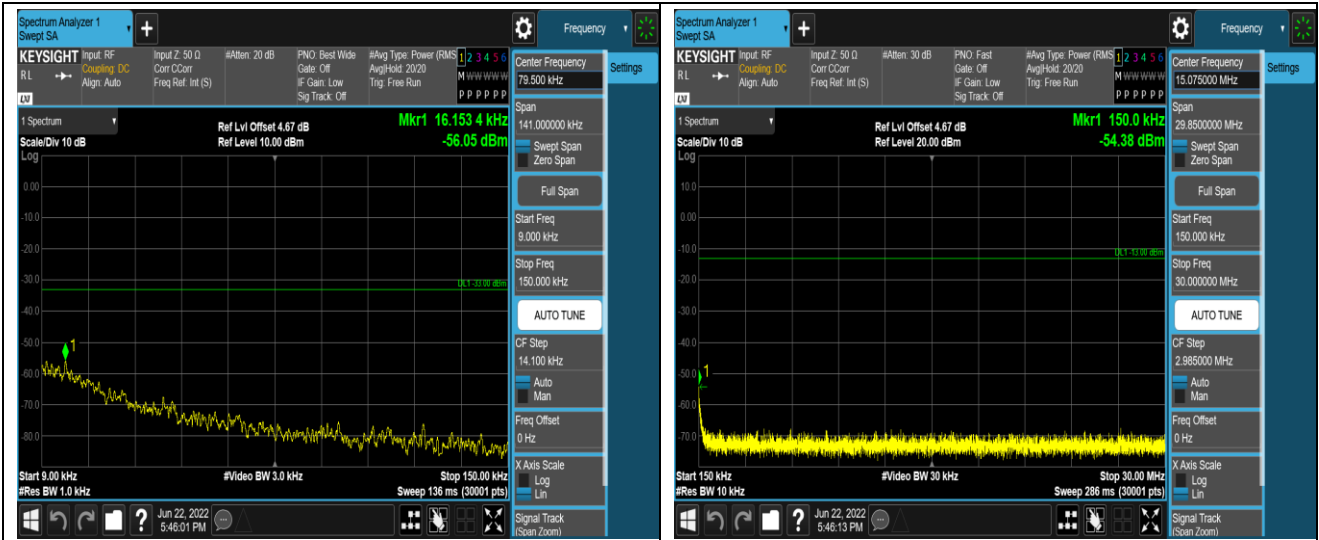 Spectrum Analyzer 1
Swept SA
+
Frequency
KEYSIGHT
RL
LXI
Input: RF
Coupling: DC
Align: Auto
Input Z: 50 Ω
Corr CCorr
Freq Ref: Int (S)
#Atten: 20 dB
PNO: Best Wide
Gate: Off
IF Gain: Low
Sig Track: Off
#Avg Type: Power (RMS
Avg|Hold: 20/20
Trig: Free Run
1 2 3 4 5 6
M W W W W W
P P P P P P
Center Frequency
79.500 kHz
Settings
Span
141.000000 kHz
Swept Span
Zero Span
Full Span
Start Freq
9.000 kHz
Stop Freq
150.000 kHz
AUTO TUNE
CF Step
14.100 kHz
Auto
Man
Freq Offset
0 Hz
X Axis Scale
Log
Lin
Signal Track
(Span Zoom)
1 Spectrum
Scale/Div 10 dB
Log
Ref Lvl Offset 4.67 dB
Ref Level 10.00 dBm
Mkr1 16.153 4 kHz
-56.05 dBm
0.00
-10.0
-20.0
-30.0
-40.0
-50.0
-60.0
-70.0
-80.0
DL1 -33.00 dBm
1
Start 9.00 kHz
#Res BW 1.0 kHz
#Video BW 3.0 kHz
Stop 150.00 kHz
Sweep 136 ms (30001 pts)
?
Jun 22, 2022
5:46:01 PM
Spectrum Analyzer 1
Swept SA
+
Frequency
KEYSIGHT
RL
LXI
Input: RF
Coupling: DC
Align: Auto
Input Z: 50 Ω
Corr CCorr
Freq Ref: Int (S)
#Atten: 30 dB
PNO: Fast
Gate: Off
IF Gain: Low
Sig Track: Off
#Avg Type: Power (RMS
Avg|Hold: 20/20
Trig: Free Run
1 2 3 4 5 6
M W W W W W
P P P P P P
Center Frequency
15.075000 MHz
Settings
Span
29.8500000 MHz
Swept Span
Zero Span
Full Span
Start Freq
150.000 kHz
Stop Freq
30.000000 MHz
AUTO TUNE
CF Step
2.985000 MHz
Auto
Man
Freq Offset
0 Hz
X Axis Scale
Log
Lin
Signal Track
(Span Zoom)
1 Spectrum
Scale/Div 10 dB
Log
Ref Lvl Offset 4.67 dB
Ref Level 20.00 dBm
Mkr1 150.0 kHz
-54.38 dBm
10.0
0.00
-10.0
-20.0
-30.0
-40.0
-50.0
-60.0
-70.0
DL1 -13.00 dBm
1
Start 150 kHz
#Res BW 10 kHz
#Video BW 30 kHz
Stop 30.00 MHz
Sweep 286 ms (30001 pts)
?
Jun 22, 2022
5:46:13 PM